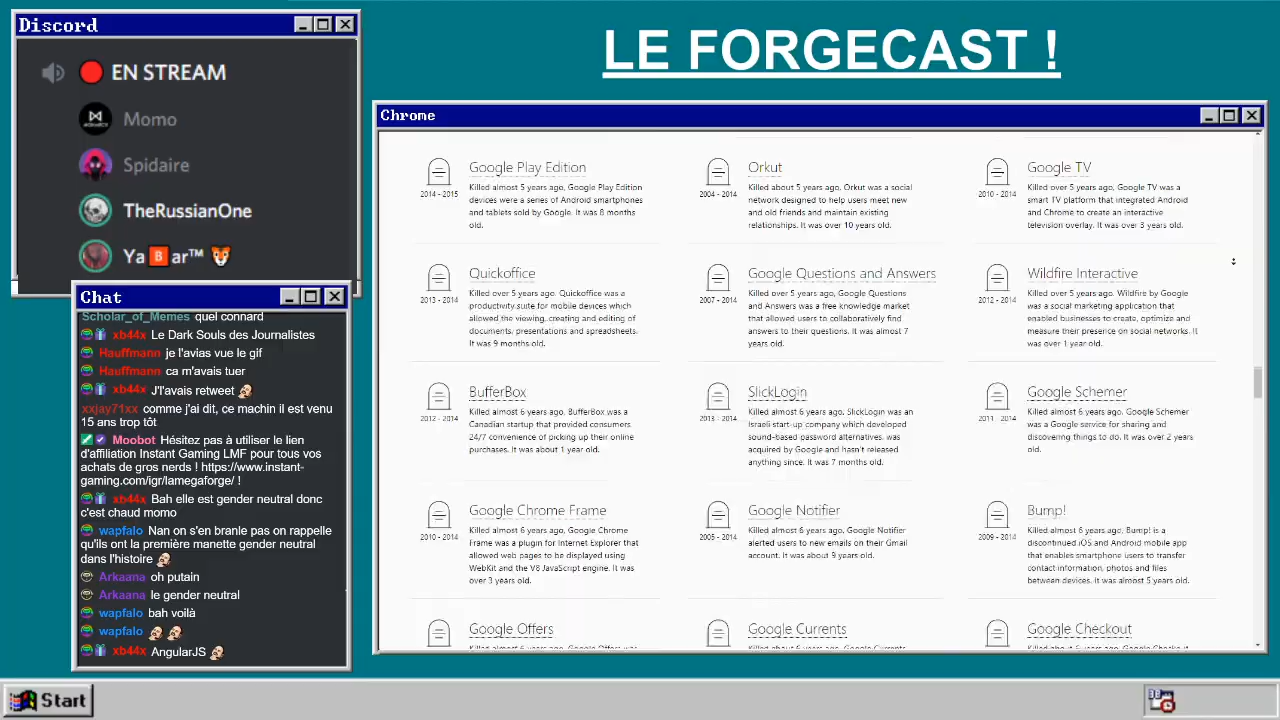 Discord
EN STREAM
Momo
Spidaire
TheRussianOne
Ya🅱ar™ 🐯
LE FORGECAST !
Chat
Scholar_of_Memes quel connard
xb44x Le Dark Souls des Journalistes
Hauffmann je l'avias vue le gif
Hauffmann ca m'avais tuer
xb44x J'l'avais retweet
xxjay71xx comme j'ai dit, ce machin il est venu
15 ans trop tôt
Moobot Hésitez pas à utiliser le lien
d'affiliation Instant Gaming LMF pour tous vos
achats de gros nerds ! https://www.instant-
gaming.com/igr/lamegaforge/ !
xb44x Bah elle est gender neutral donc
c'est chaud momo
wapfalo Nan on s'en branle pas on rappelle
qu'ils ont la première manette gender neutral
dans l'histoire
Arkaana oh putain
Arkaana le gender neutral
wapfalo bah voilà
wapfalo
xb44x AngularJS
Chrome
Google Play Edition
2014 - 2015
Killed almost 5 years ago, Google Play Edition
devices were a series of Android smartphones
and tablets sold by Google. It was 8 months
old.
Orkut
2004 - 2014
Killed about 5 years ago, Orkut was a social
network designed to help users meet new
and old friends and maintain existing
relationships. It was over 10 years old.
Google TV
2010 - 2014
Killed over 5 years ago, Google TV was a
smart TV platform that integrated Android
and Chrome to create an interactive
television overlay. It was over 3 years old.
Quickoffice
2013 - 2014
Killed over 5 years ago. Quickoffice was a
productivity suite for mobile devices which
allowed the viewing, creating and editing of
documents, presentations and spreadsheets.
It was 9 months old.
Google Questions and Answers
2007 - 2014
Killed over 5 years ago, Google Questions
and Answers was a free knowledge market
that allowed users to collaboratively find
answers to their questions. It was almost 7
years old.
Wildfire Interactive
2012 - 2014
Killed over 5 years ago, Wildfire by Google
was a social marketing application that
enabled businesses to create, optimize and
measure their presence on social networks. It
was over 1 year old.
BufferBox
2012 - 2014
Killed almost 6 years ago, BufferBox was a
Canadian startup that provided consumers
24/7 convenience of picking up their online
purchases. It was about 1 year old.
SlickLogin
2013 - 2014
Killed almost 6 years ago, SlickLogin was an
Israeli start-up company which developed
sound-based password alternatives, was
acquired by Google and hasn't released
anything since. It was 7 months old.
Google Schemer
2011 - 2014
Killed almost 6 years ago, Google Schemer
was a Google service for sharing and
discovering things to do. It was over 2 years
old.
Google Chrome Frame
2010 - 2014
Killed almost 6 years ago, Google Chrome
Frame was a plugin for Internet Explorer that
allowed web pages to be displayed using
WebKit and the V8 JavaScript engine. It was
over 3 years old.
Google Notifier
2005 - 2014
Killed almost 6 years ago, Google Notifier
alerted users to new emails on their Gmail
account. It was about 9 years old.
Bump!
2009 - 2014
Killed almost 6 years ago, Bump! is a
discontinued iOS and Android mobile app
that enables smartphone users to transfer
contact information, photos and files
between devices. It was almost 5 years old.
Google Offers
Google Currents
Google Checkout
Start